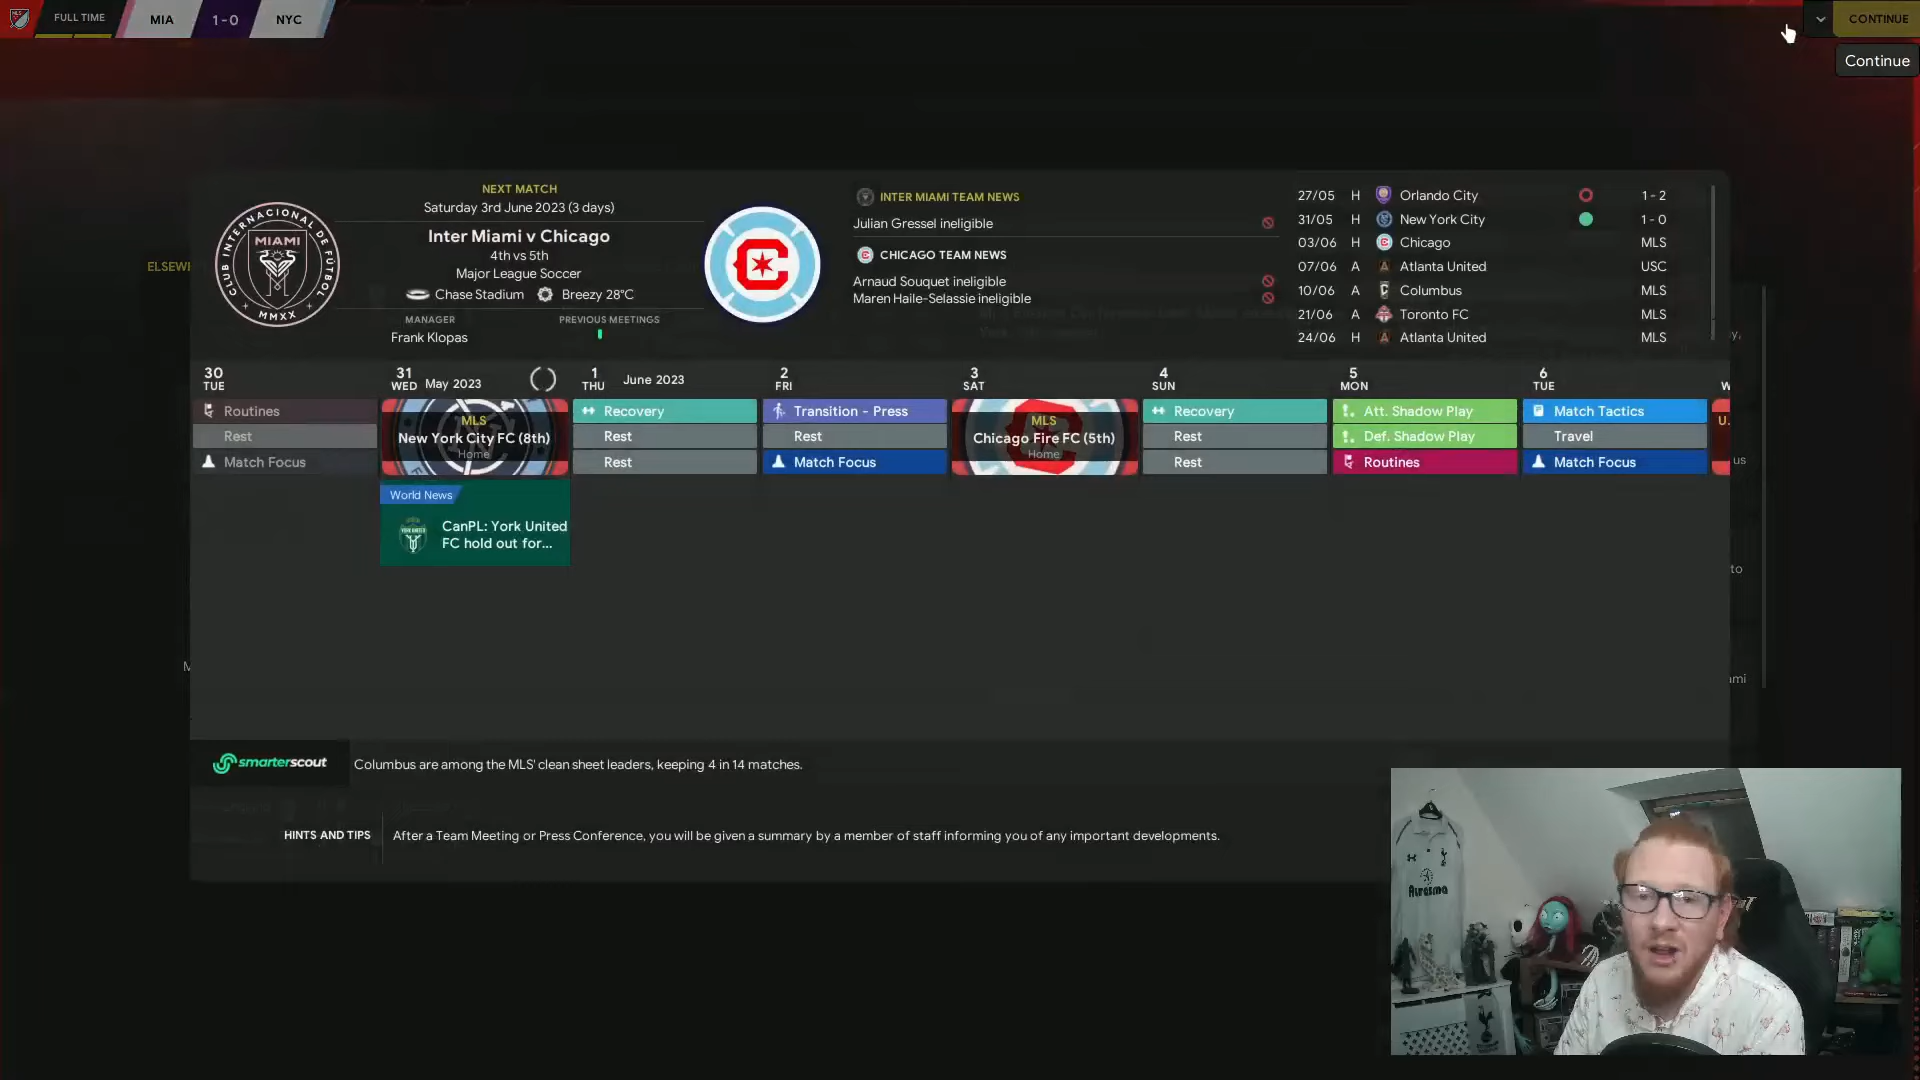 FULL TIME
MIA
1 - 0
NYC
CONTINUE
Continue
NEXT MATCH
Saturday 3rd June 2023 (3 days)
Inter Miami v Chicago
4th vs 5th
Major League Soccer
Chase Stadium
Breezy 28°C
MANAGER
PREVIOUS MEETINGS
Frank Klopas
CLUB INTERNACIONAL DE FÚTBOL
MIAMI
MMXX
INTER MIAMI TEAM NEWS
Julian Gressel ineligible
CHICAGO TEAM NEWS
Arnaud Souquet ineligible
Maren Haile-Selassie ineligible
27/05 H Orlando City 1 - 2
31/05 H New York City 1 - 0
03/06 H Chicago MLS
07/06 A Atlanta United USC
10/06 A Columbus MLS
21/06 A Toronto FC MLS
24/06 H Atlanta United MLS
ELSEW
30
TUE
31
WED May 2023
1
THU June 2023
2
FRI
3
SAT
4
SUN
5
MON
6
TUE
W
Routines
Rest
Match Focus
MLS
New York City FC (8th)
Home
Recovery
Rest
Rest
Transition - Press
Rest
Match Focus
MLS
Chicago Fire FC (5th)
Home
Recovery
Rest
Rest
Att. Shadow Play
Def. Shadow Play
Routines
Match Tactics
Travel
Match Focus
U.
World News
CanPL: York United
FC hold out for...
us
to
ami
smarterscout
Columbus are among the MLS' clean sheet leaders, keeping 4 in 14 matches.
HINTS AND TIPS
After a Team Meeting or Press Conference, you will be given a summary by a member of staff informing you of any important developments.